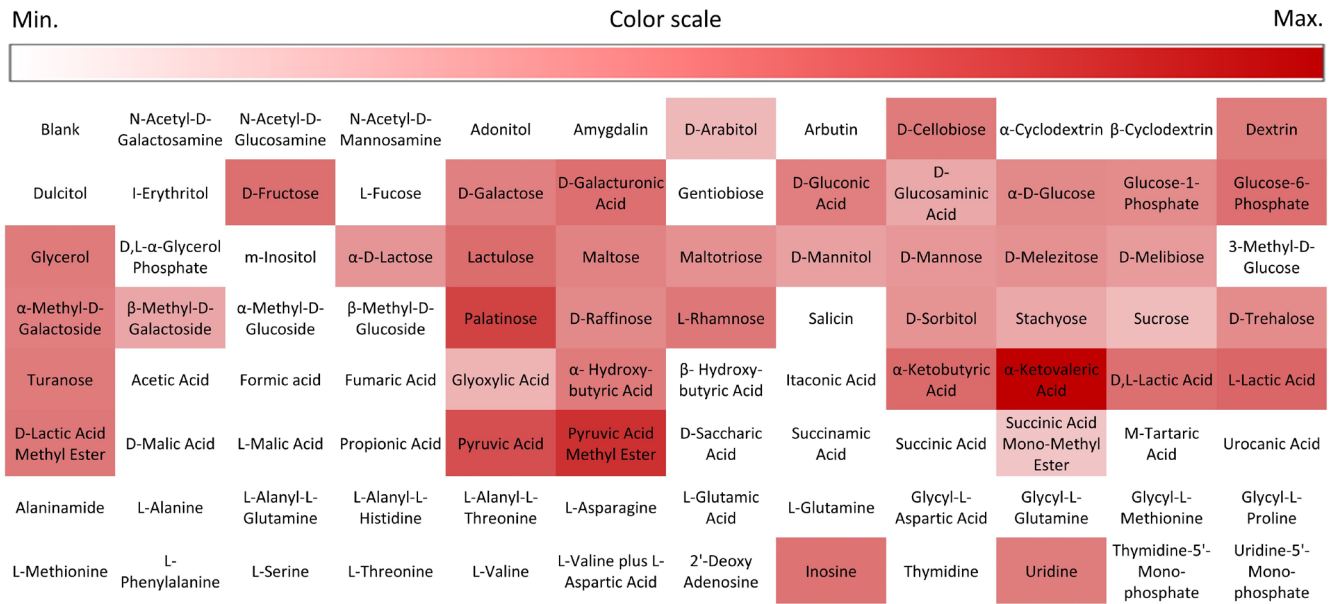 Min. Color scale Max.
Blank
N-Acetyl-D-
Galactosamine
N-Acetyl-D-
Glucosamine
N-Acetyl-D-
Mannosamine
Adonitol
Amygdalin
D-Arabitol
Arbutin
D-Cellobiose
α-Cyclodextrin
β-Cyclodextrin
Dextrin
Dulcitol
I-Erythritol
D-Fructose
L-Fucose
D-Galactose
D-Galacturonic
Acid
Gentiobiose
D-Gluconic
Acid
D-
Glucosaminic
Acid
α-D-Glucose
Glucose-1-
Phosphate
Glucose-6-
Phosphate
Glycerol
D,L-α-Glycerol
Phosphate
m-Inositol
α-D-Lactose
Lactulose
Maltose
Maltotriose
D-Mannitol
D-Mannose
D-Melezitose
D-Melibiose
3-Methyl-D-
Glucose
α-Methyl-D-
Galactoside
β-Methyl-D-
Galactoside
α-Methyl-D-
Glucoside
β-Methyl-D-
Glucoside
Palatinose
D-Raffinose
L-Rhamnose
Salicin
D-Sorbitol
Stachyose
Sucrose
D-Trehalose
Turanose
Acetic Acid
Formic acid
Fumaric Acid
Glyoxylic Acid
α- Hydroxy-
butyric Acid
β- Hydroxy-
butyric Acid
Itaconic Acid
α-Ketobutyric
Acid
α-Ketovaleric
Acid
D,L-Lactic Acid
L-Lactic Acid
D-Lactic Acid
Methyl Ester
D-Malic Acid
L-Malic Acid
Propionic Acid
Pyruvic Acid
Pyruvic Acid
Methyl Ester
D-Saccharic
Acid
Succinamic
Acid
Succinic Acid
Succinic Acid
Mono-Methyl
Ester
M-Tartaric
Acid
Urocanic Acid
Alaninamide
L-Alanine
L-Alanyl-L-
Glutamine
L-Alanyl-L-
Histidine
L-Alanyl-L-
Threonine
L-Asparagine
L-Glutamic
Acid
L-Glutamine
Glycyl-L-
Aspartic Acid
Glycyl-L-
Glutamine
Glycyl-L-
Methionine
Glycyl-L-
Proline
L-Methionine
L-
Phenylalanine
L-Serine
L-Threonine
L-Valine
L-Valine plus L-
Aspartic Acid
2'-Deoxy
Adenosine
Inosine
Thymidine
Uridine
Thymidine-5'-
Mono-
phosphate
Uridine-5'-
Mono-
phosphate